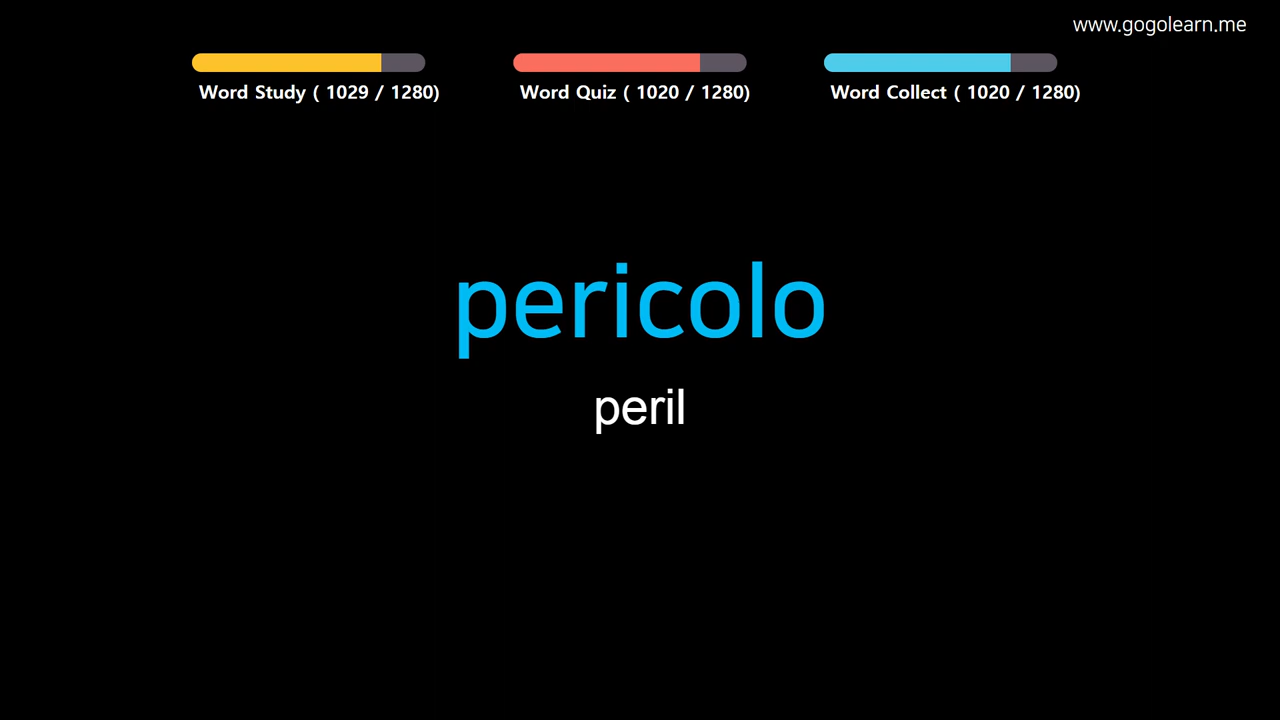 www.gogolearn.me
Word Study ( 1029 / 1280)
Word Quiz ( 1020 / 1280)
Word Collect ( 1020 / 1280)
pericolo
peril